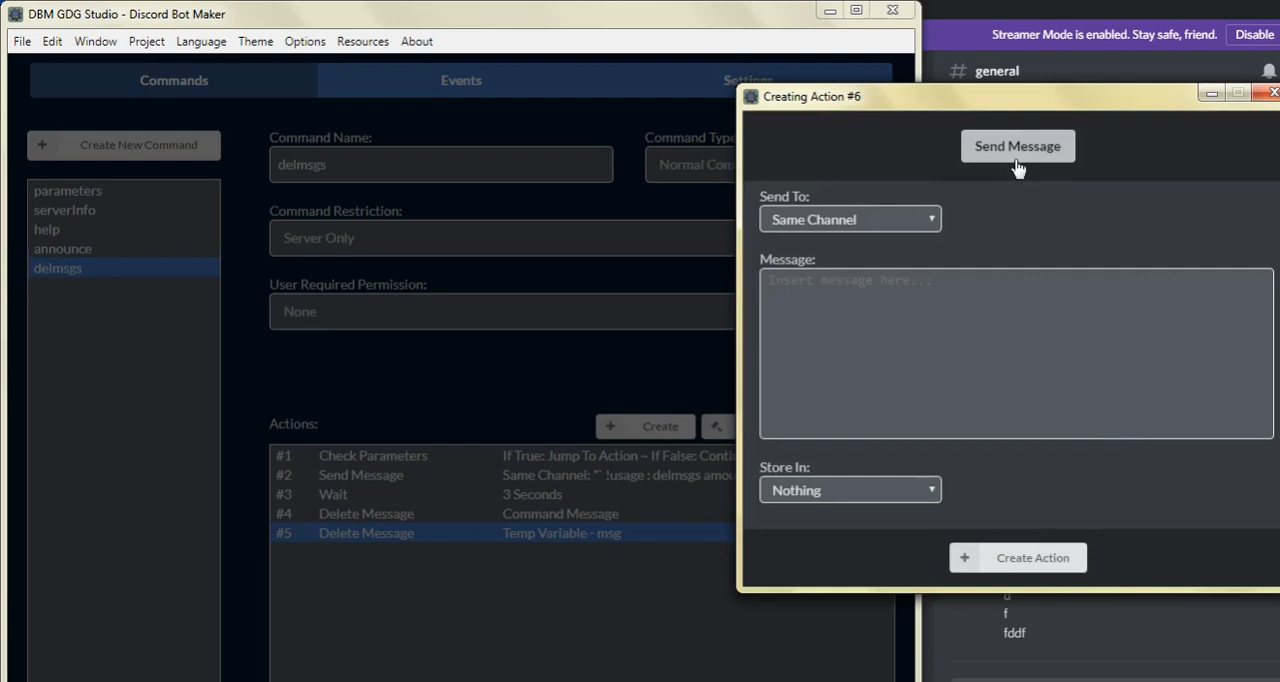 DBM GDG Studio - Discord Bot Maker
File Edit Window Project Language Theme Options Resources About
Streamer Mode is enabled. Stay safe, friend. Disable
# general
Commands Events Settings
Creating Action #6
+ Create New Command
Command Name:
delmsgs
Command Type
Normal Com
Command Restriction:
Server Only
User Required Permission:
None
parameters
serverInfo
help
announce
delmsgs
Actions:
+ Create
#1 Check Parameters If True: Jump To Action ~ If False: Conti
#2 Send Message Same Channel: "` !usage : delmsgs amou
#3 Wait 3 Seconds
#4 Delete Message Command Message
#5 Delete Message Temp Variable - msg
Send Message
Send To:
Same Channel
Message:
Insert message here...
Store In:
Nothing
+ Create Action
f
fddf